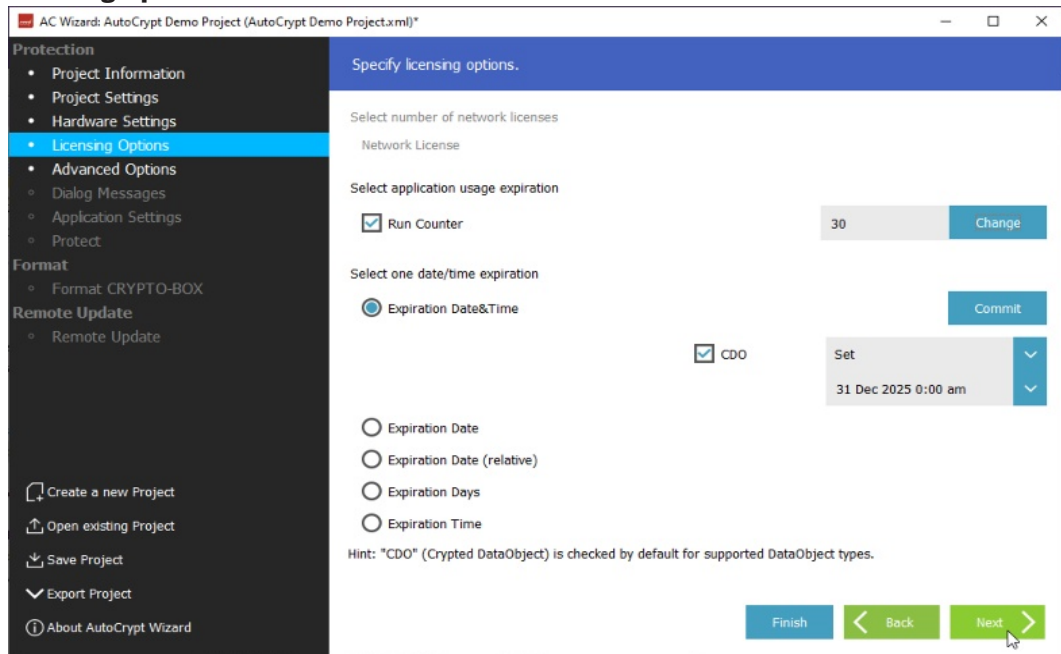 AC Wizard: AutoCrypt Demo Project (AutoCrypt Demo Project.xml)*
Protection
Project Information
Project Settings
Hardware Settings
Licensing Options
Advanced Options
Dialog Messages
Application Settings
Protect
Format
Format CRYPTO-BOX
Remote Update
Remote Update
Create a new Project
Open existing Project
Save Project
Export Project
About AutoCrypt Wizard
Specify licensing options.
Select number of network licenses
Network License
Select application usage expiration
Run Counter 30 Change
Select one date/time expiration
Expiration Date&Time Commit
CDO Set
31 Dec 2025 0:00 am
Expiration Date
Expiration Date (relative)
Expiration Days
Expiration Time
Hint: "CDO" (Crypted DataObject) is checked by default for supported DataObject types.
Finish Back Next